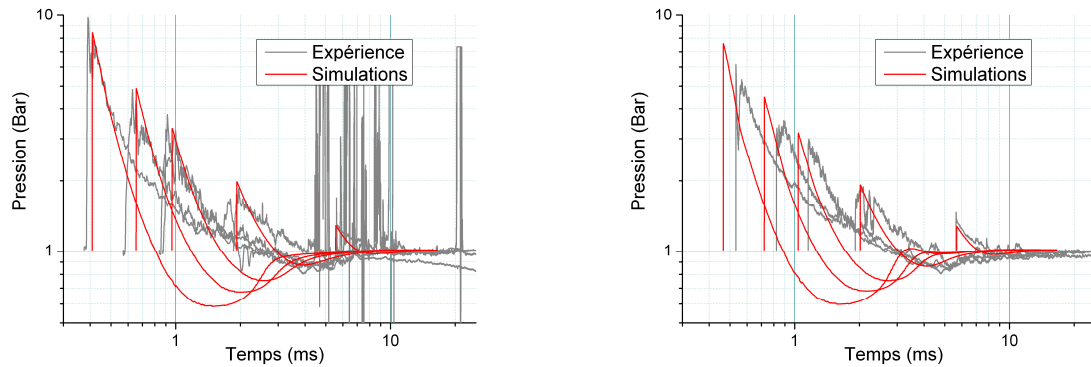 10
Expérience
Simulations
Pression (Bar)
1
1
10
Temps (ms)
10
Expérience
Simulations
Pression (Bar)
1
1
10
Temps (ms)